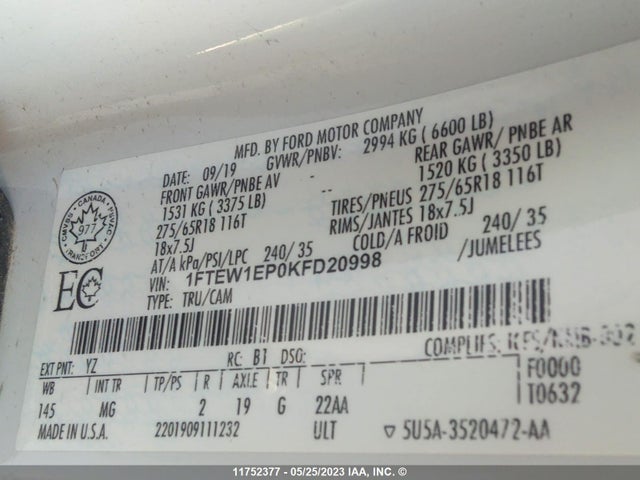 MFD. BY FORD MOTOR COMPANY
DATE: 09/19 GVWR/PNBV: 2994 KG ( 6600 LB)
FRONT GAWR/PNBE AV -- REAR GAWR/ PNBE AR
1531 KG ( 3375 LB) -- 1520 KG ( 3350 LB)
275/65R18 116T TIRES/PNEUS 275/65R18 116T
18x7.5J RIMS/JANTES 18x7.5J
AT/A kPa/PSI/LPC 240/ 35 COLD/A FROID 240/ 35
VIN: 1FTEW1EP0KFD20998 /JUMELEES
TYPE: TRU/CAM
CANADA
CMVSS
NSVAC
977
EC
COMPLIES:
EXT PNT: YZ RC: B1 DSO: F0000
WB INT TR TP/PS R AXLE TR SPR T0632
145 MG 2 19 G 22AA
MADE IN U.S.A. 2201909111232 ULT ▽ 5U5A-3520472-AA
11752377 - 05/25/2023 IAA, INC. ©